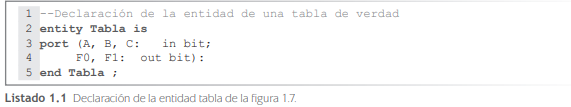 1 --Declaración de la entidad de una tabla de verdad
2 entity Tabla is
3 port (A, B, C:   in bit;
4       F0, F1:  out bit):
5 end Tabla ;
Listado 1.1 Declaración de la entidad tabla de la figura 1.7.